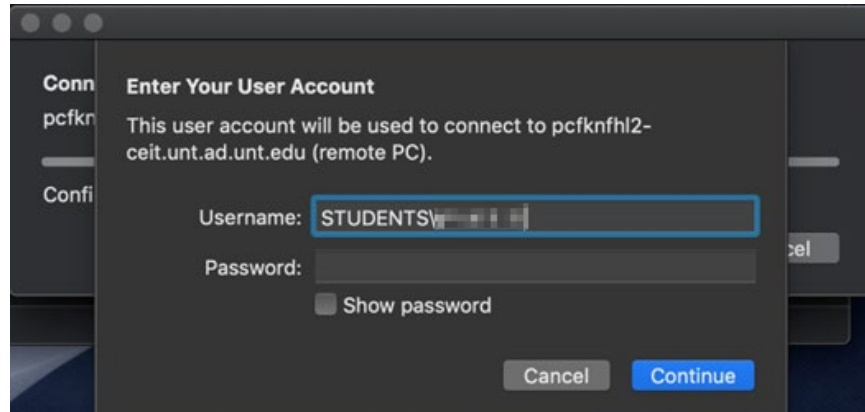 Conn
Enter Your User Account
pcfkn
This user account will be used to connect to pcfknfhl2-
ceit.unt.ad.unt.edu (remote PC).
Confi
Username: STUDENTS\
Password:
cel
Show password
Cancel Continue